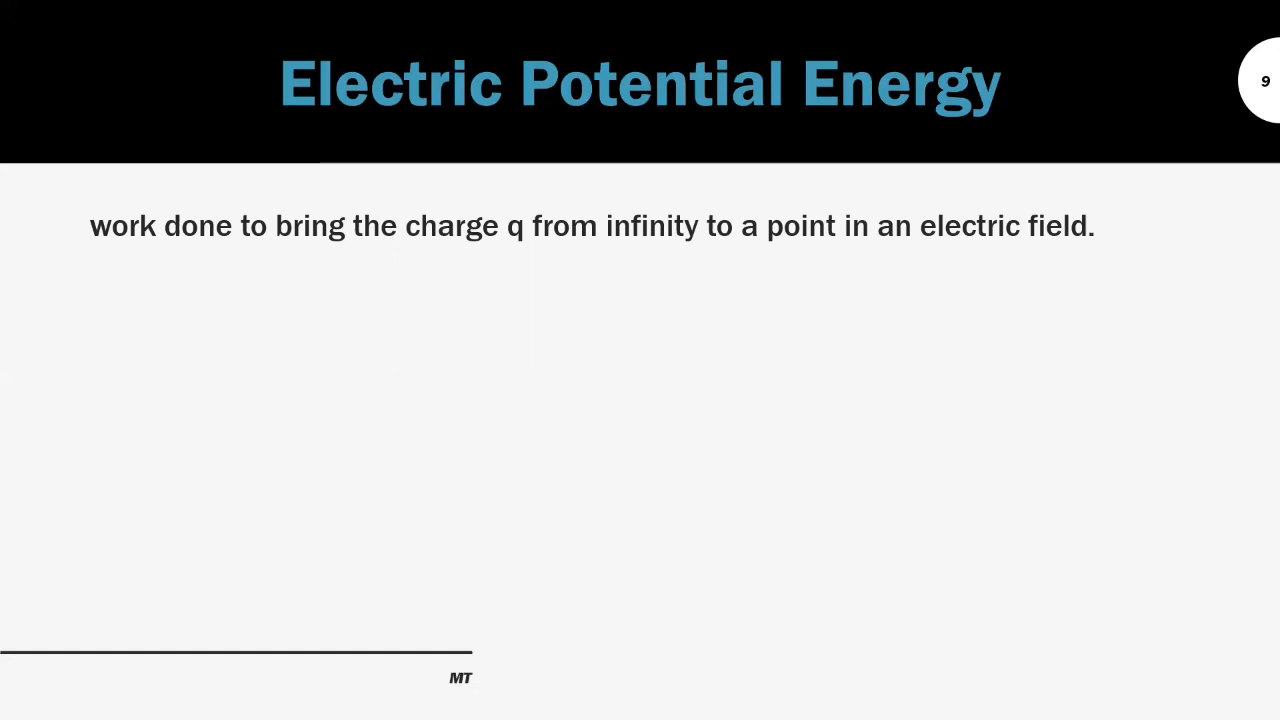 Electric Potential Energy
9
work done to bring the charge q from infinity to a point in an electric field.
MT